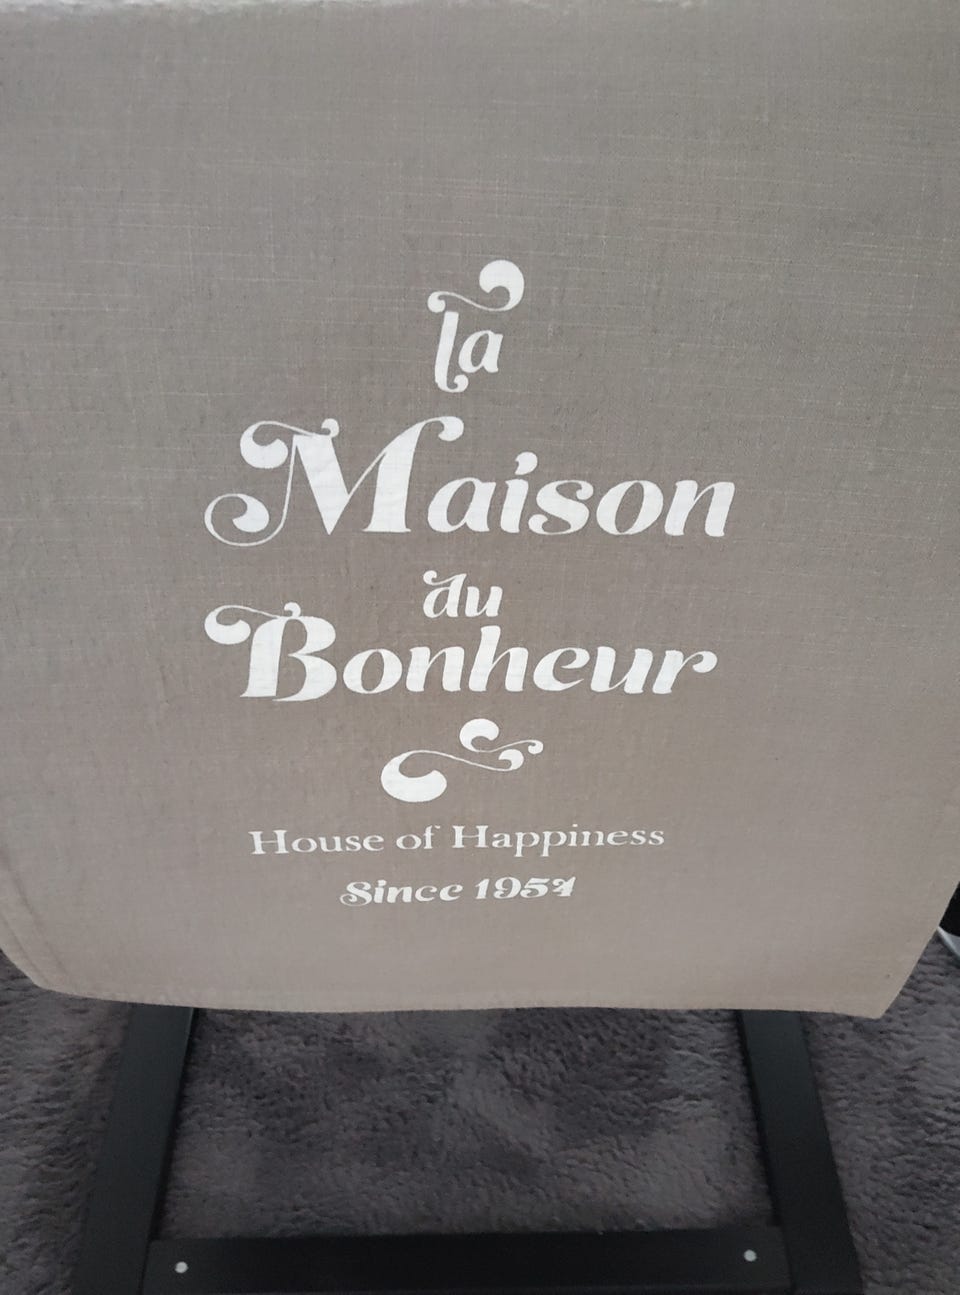 la
Maison
du
Bonheur
House of Happiness
Since 1954